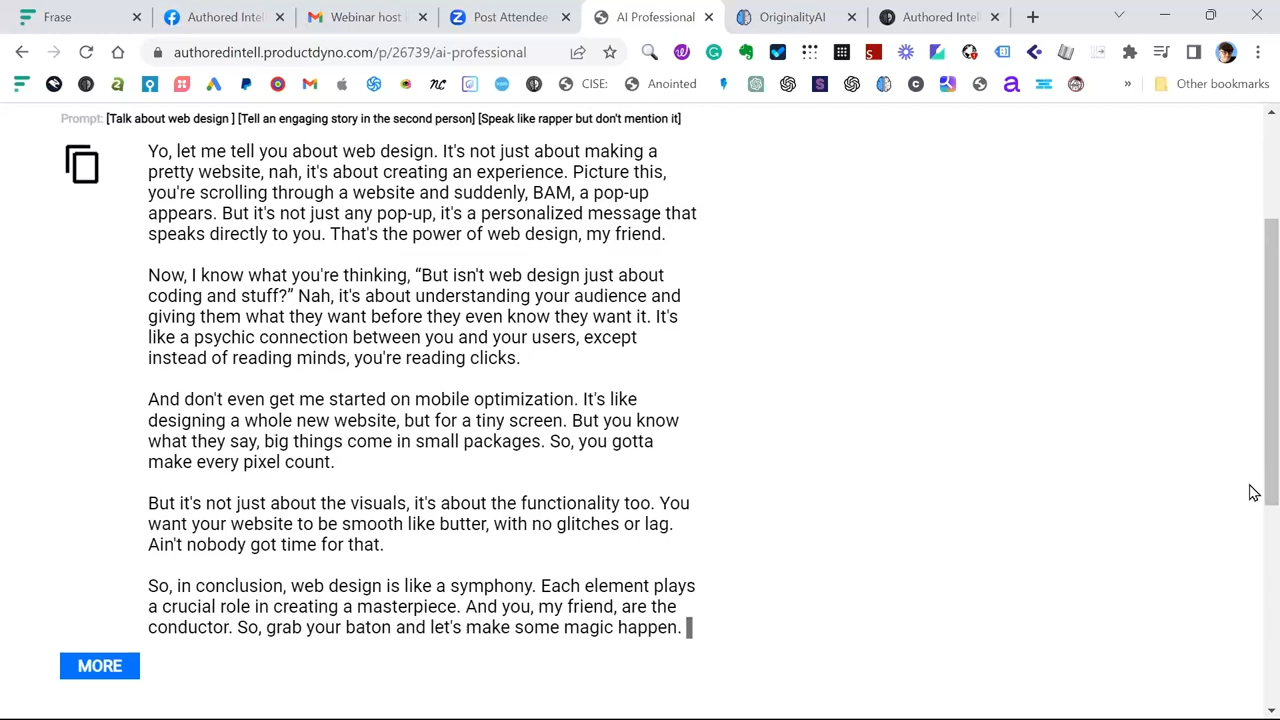 Frase
Authored Intell
Webinar host
Post Attendee
AI Professional
OriginalityAI
Authored Intel
authoredintell.productdyno.com/p/26739/ai-professional
CISE:
Anointed
Other bookmarks
Prompt: [Talk about web design ] [Tell an engaging story in the second person] [Speak like rapper but don't mention it]
Yo, let me tell you about web design. It's not just about making a
pretty website, nah, it's about creating an experience. Picture this,
you're scrolling through a website and suddenly, BAM, a pop-up
appears. But it's not just any pop-up, it's a personalized message that
speaks directly to you. That's the power of web design, my friend.
Now, I know what you're thinking, “But isn't web design just about
coding and stuff?” Nah, it's about understanding your audience and
giving them what they want before they even know they want it. It's
like a psychic connection between you and your users, except
instead of reading minds, you're reading clicks.
And don't even get me started on mobile optimization. It's like
designing a whole new website, but for a tiny screen. But you know
what they say, big things come in small packages. So, you gotta
make every pixel count.
But it's not just about the visuals, it's about the functionality too. You
want your website to be smooth like butter, with no glitches or lag.
Ain't nobody got time for that.
So, in conclusion, web design is like a symphony. Each element plays
a crucial role in creating a masterpiece. And you, my friend, are the
conductor. So, grab your baton and let's make some magic happen.
MORE